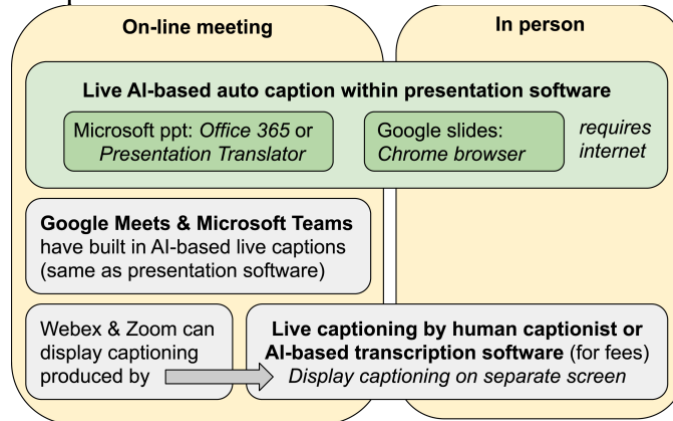 On-line meeting
In person
Live AI-based auto caption within presentation software
Microsoft ppt: Office 365 or
Presentation Translator
Google slides:
Chrome browser
requires
internet
Google Meets & Microsoft Teams
have built in AI-based live captions
(same as presentation software)
Webex & Zoom can
display captioning
produced by
Live captioning by human captionist or
AI-based transcription software (for fees)
Display captioning on separate screen